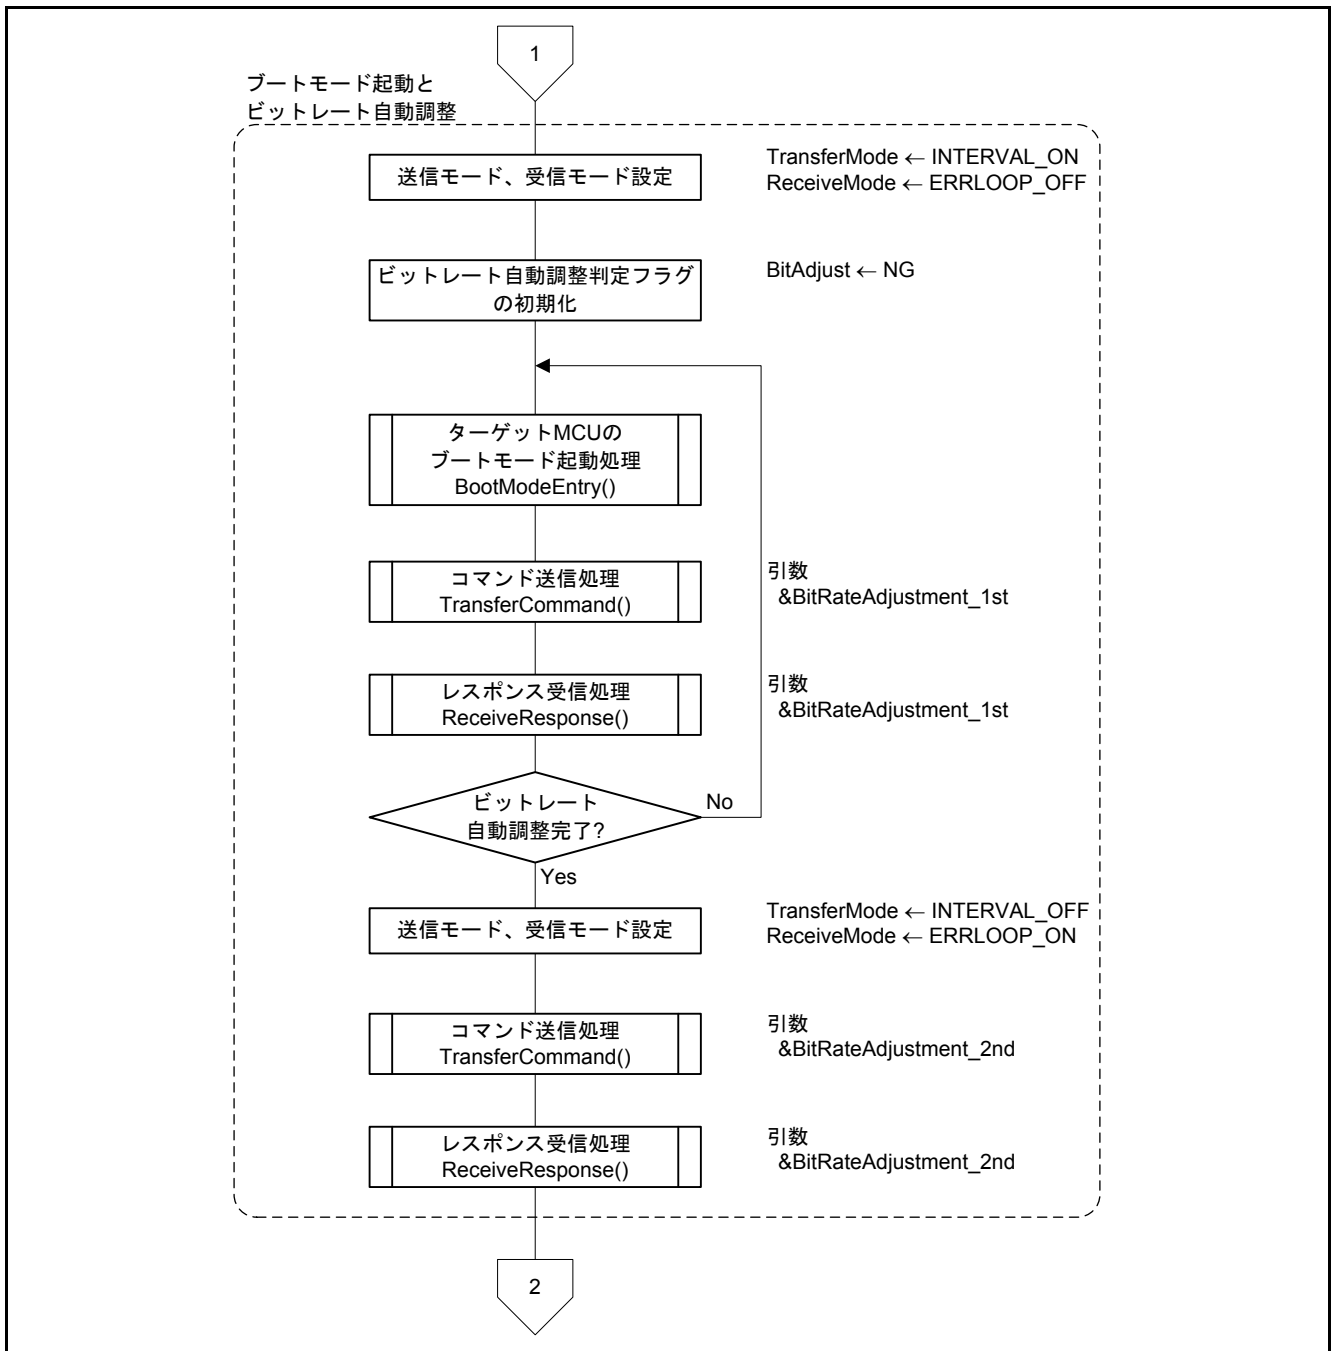 1
ブートモード起動と
ビットレート自動調整
送信モード、受信モード設定
TransferMode ← INTERVAL_ON
ReceiveMode ← ERRLOOP_OFF
ビットレート自動調整判定フラグ
の初期化
BitAdjust ← NG
ターゲットMCUの
ブートモード起動処理
BootModeEntry()
コマンド送信処理
TransferCommand()
引数
&BitRateAdjustment_1st
レスポンス受信処理
ReceiveResponse()
引数
&BitRateAdjustment_1st
ビットレート
自動調整完了?
No
Yes
送信モード、受信モード設定
TransferMode ← INTERVAL_OFF
ReceiveMode ← ERRLOOP_ON
コマンド送信処理
TransferCommand()
引数
&BitRateAdjustment_2nd
レスポンス受信処理
ReceiveResponse()
引数
&BitRateAdjustment_2nd
2